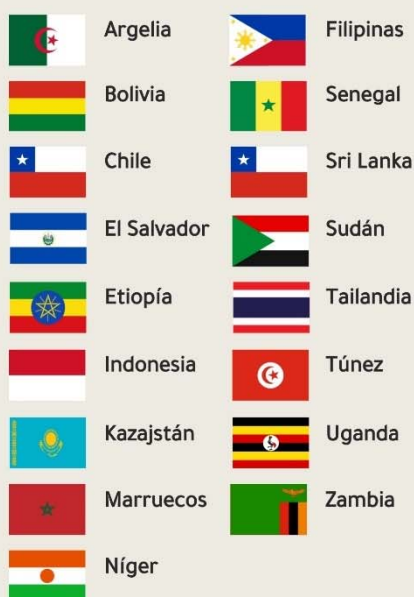 Argelia
Bolivia
Chile
El Salvador
Etiopía
Indonesia
Kazajstán
Marruecos
Níger
Filipinas
Senegal
Sri Lanka
Sudán
Tailandia
Túnez
Uganda
Zambia